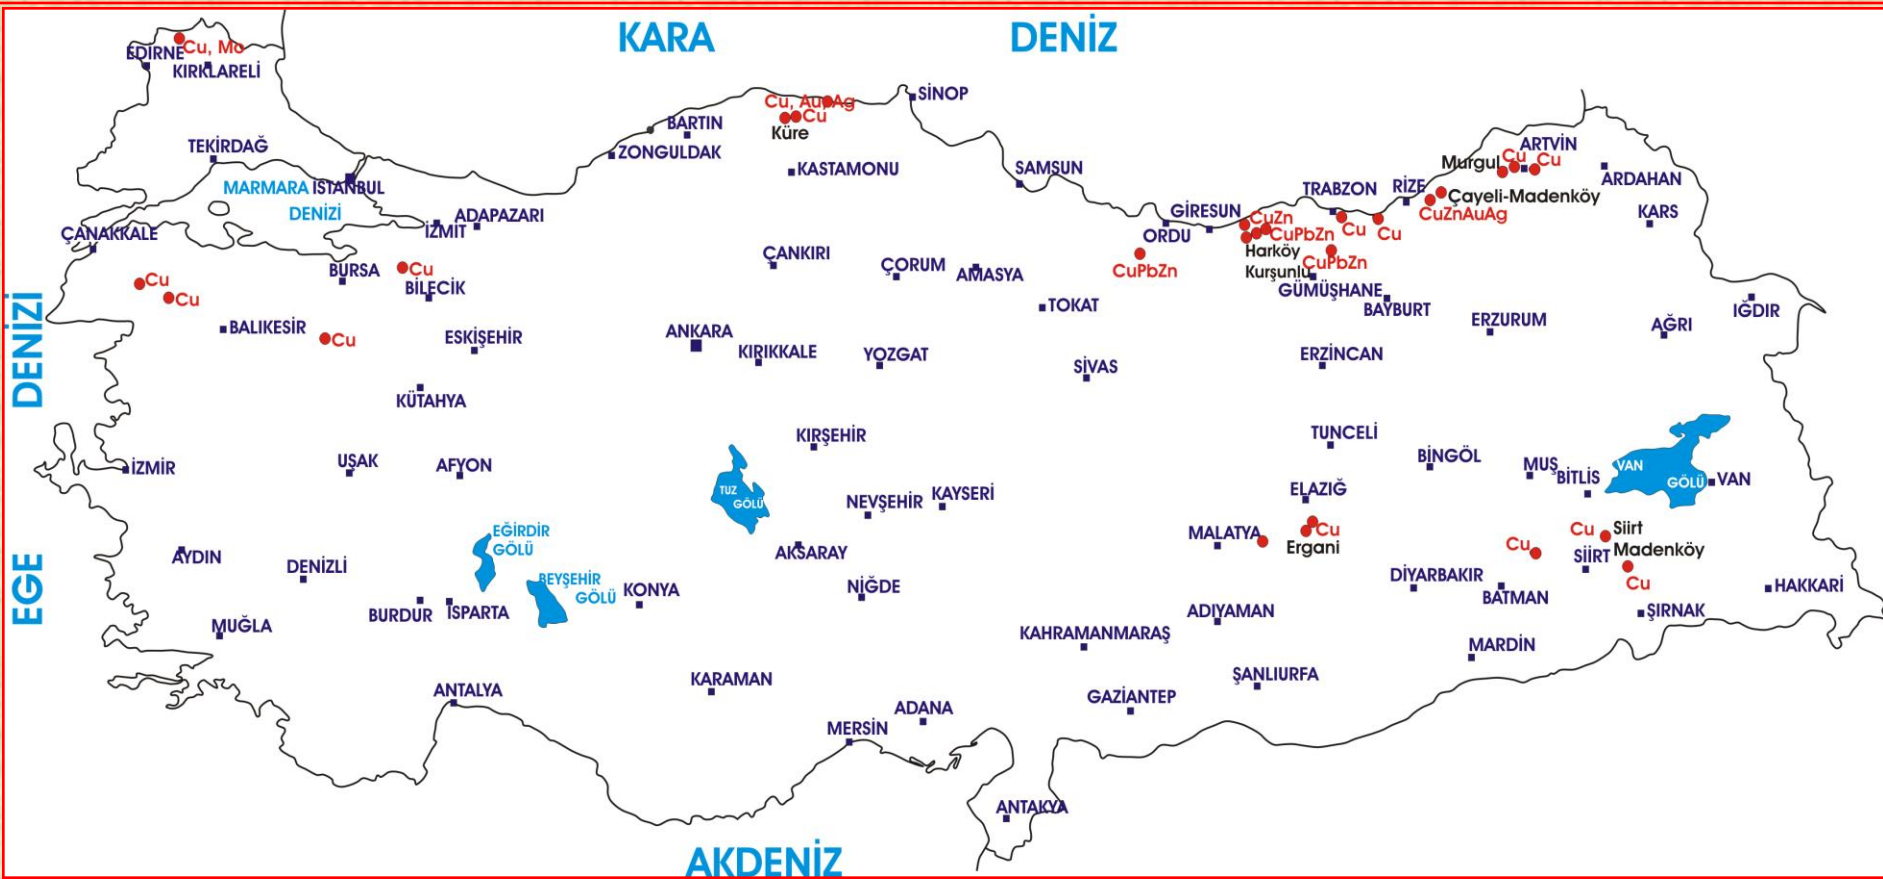 KARA
DENİZ
EDİRNE
Cu, Mo
KIRKLARELİ
SİNOP
Cu, Au, Ag
Cu
Küre
BARTIN
ZONGULDAK
KASTAMONU
TEKİRDAĞ
MARMARA
DENİZİ
İSTANBUL
ADAPAZARI
İZMİT
SAMSUN
TRABZON
RİZE
Murgul
Cu
ARTVİN
Cu
ARDAHAN
Çayeli-Madenköy
CuZnAuAg
KARS
ÇANAKKALE
GİRESUN
ORDU
CuZn
CuPbZn
Harköy
Kurşunlu
Cu
Cu
CuPbZn
CuPbZn
GÜMÜŞHANE
BAYBURT
Cu
Cu
BURSA
Cu
BİLECİK
ÇANKIRI
ÇORUM
AMASYA
TOKAT
ERZURUM
AĞRI
IĞDIR
BALIKESİR
Cu
ESKİŞEHİR
ANKARA
KIRIKKALE
YOZGAT
SİVAS
ERZİNCAN
EGE
DENİZİ
KÜTAHYA
KIRŞEHİR
TUNCELİ
BİNGÖL
MUŞ
BİTLİS
VAN
GÖLÜ
VAN
İZMİR
UŞAK
AFYON
TUZ
GÖLÜ
NEVŞEHİR
KAYSERİ
ELAZIĞ
Cu
Ergani
MALATYA
Cu
Siirt
Madenköy
Cu
SİİRT
Cu
AYDIN
DENİZLİ
EĞİRDİR
GÖLÜ
BEYŞEHİR
GÖLÜ
AKSARAY
KONYA
NİĞDE
DİYARBAKIR
BATMAN
HAKKARİ
ŞIRNAK
MUĞLA
BURDUR
ISPARTA
ADIYAMAN
KAHRAMANMARAŞ
MARDİN
ŞANLIURFA
ANTALYA
KARAMAN
GAZİANTEP
ADANA
MERSİN
ANTAKYA
AKDENİZ